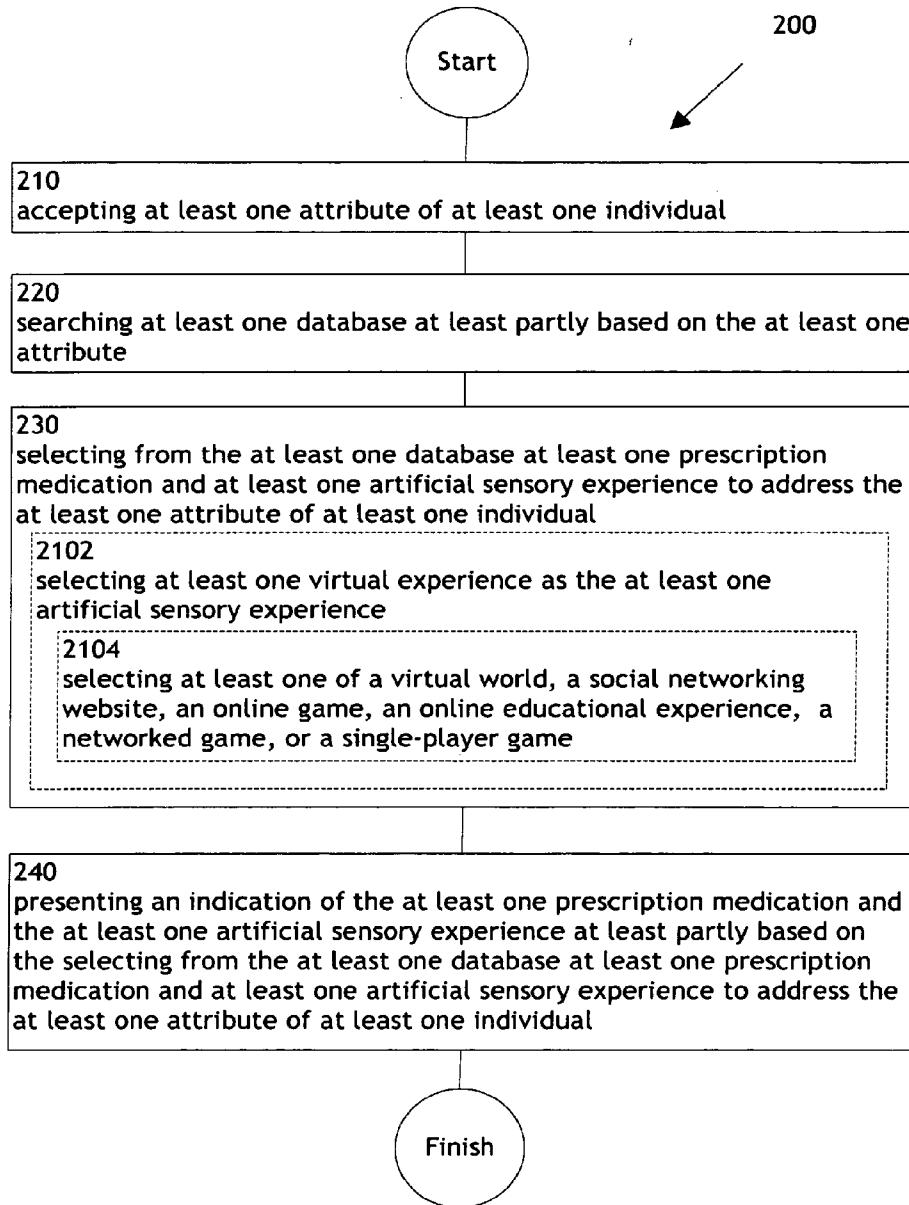 200
Start
210
accepting at least one attribute of at least one individual
220
searching at least one database at least partly based on the at least one
attribute
230
selecting from the at least one database at least one prescription
medication and at least one artificial sensory experience to address the
at least one attribute of at least one individual
2102
selecting at least one virtual experience as the at least one
artificial sensory experience
2104
selecting at least one of a virtual world, a social networking
website, an online game, an online educational experience, a
networked game, or a single-player game
240
presenting an indication of the at least one prescription medication and
the at least one artificial sensory experience at least partly based on
the selecting from the at least one database at least one prescription
medication and at least one artificial sensory experience to address the
at least one attribute of at least one individual
Finish